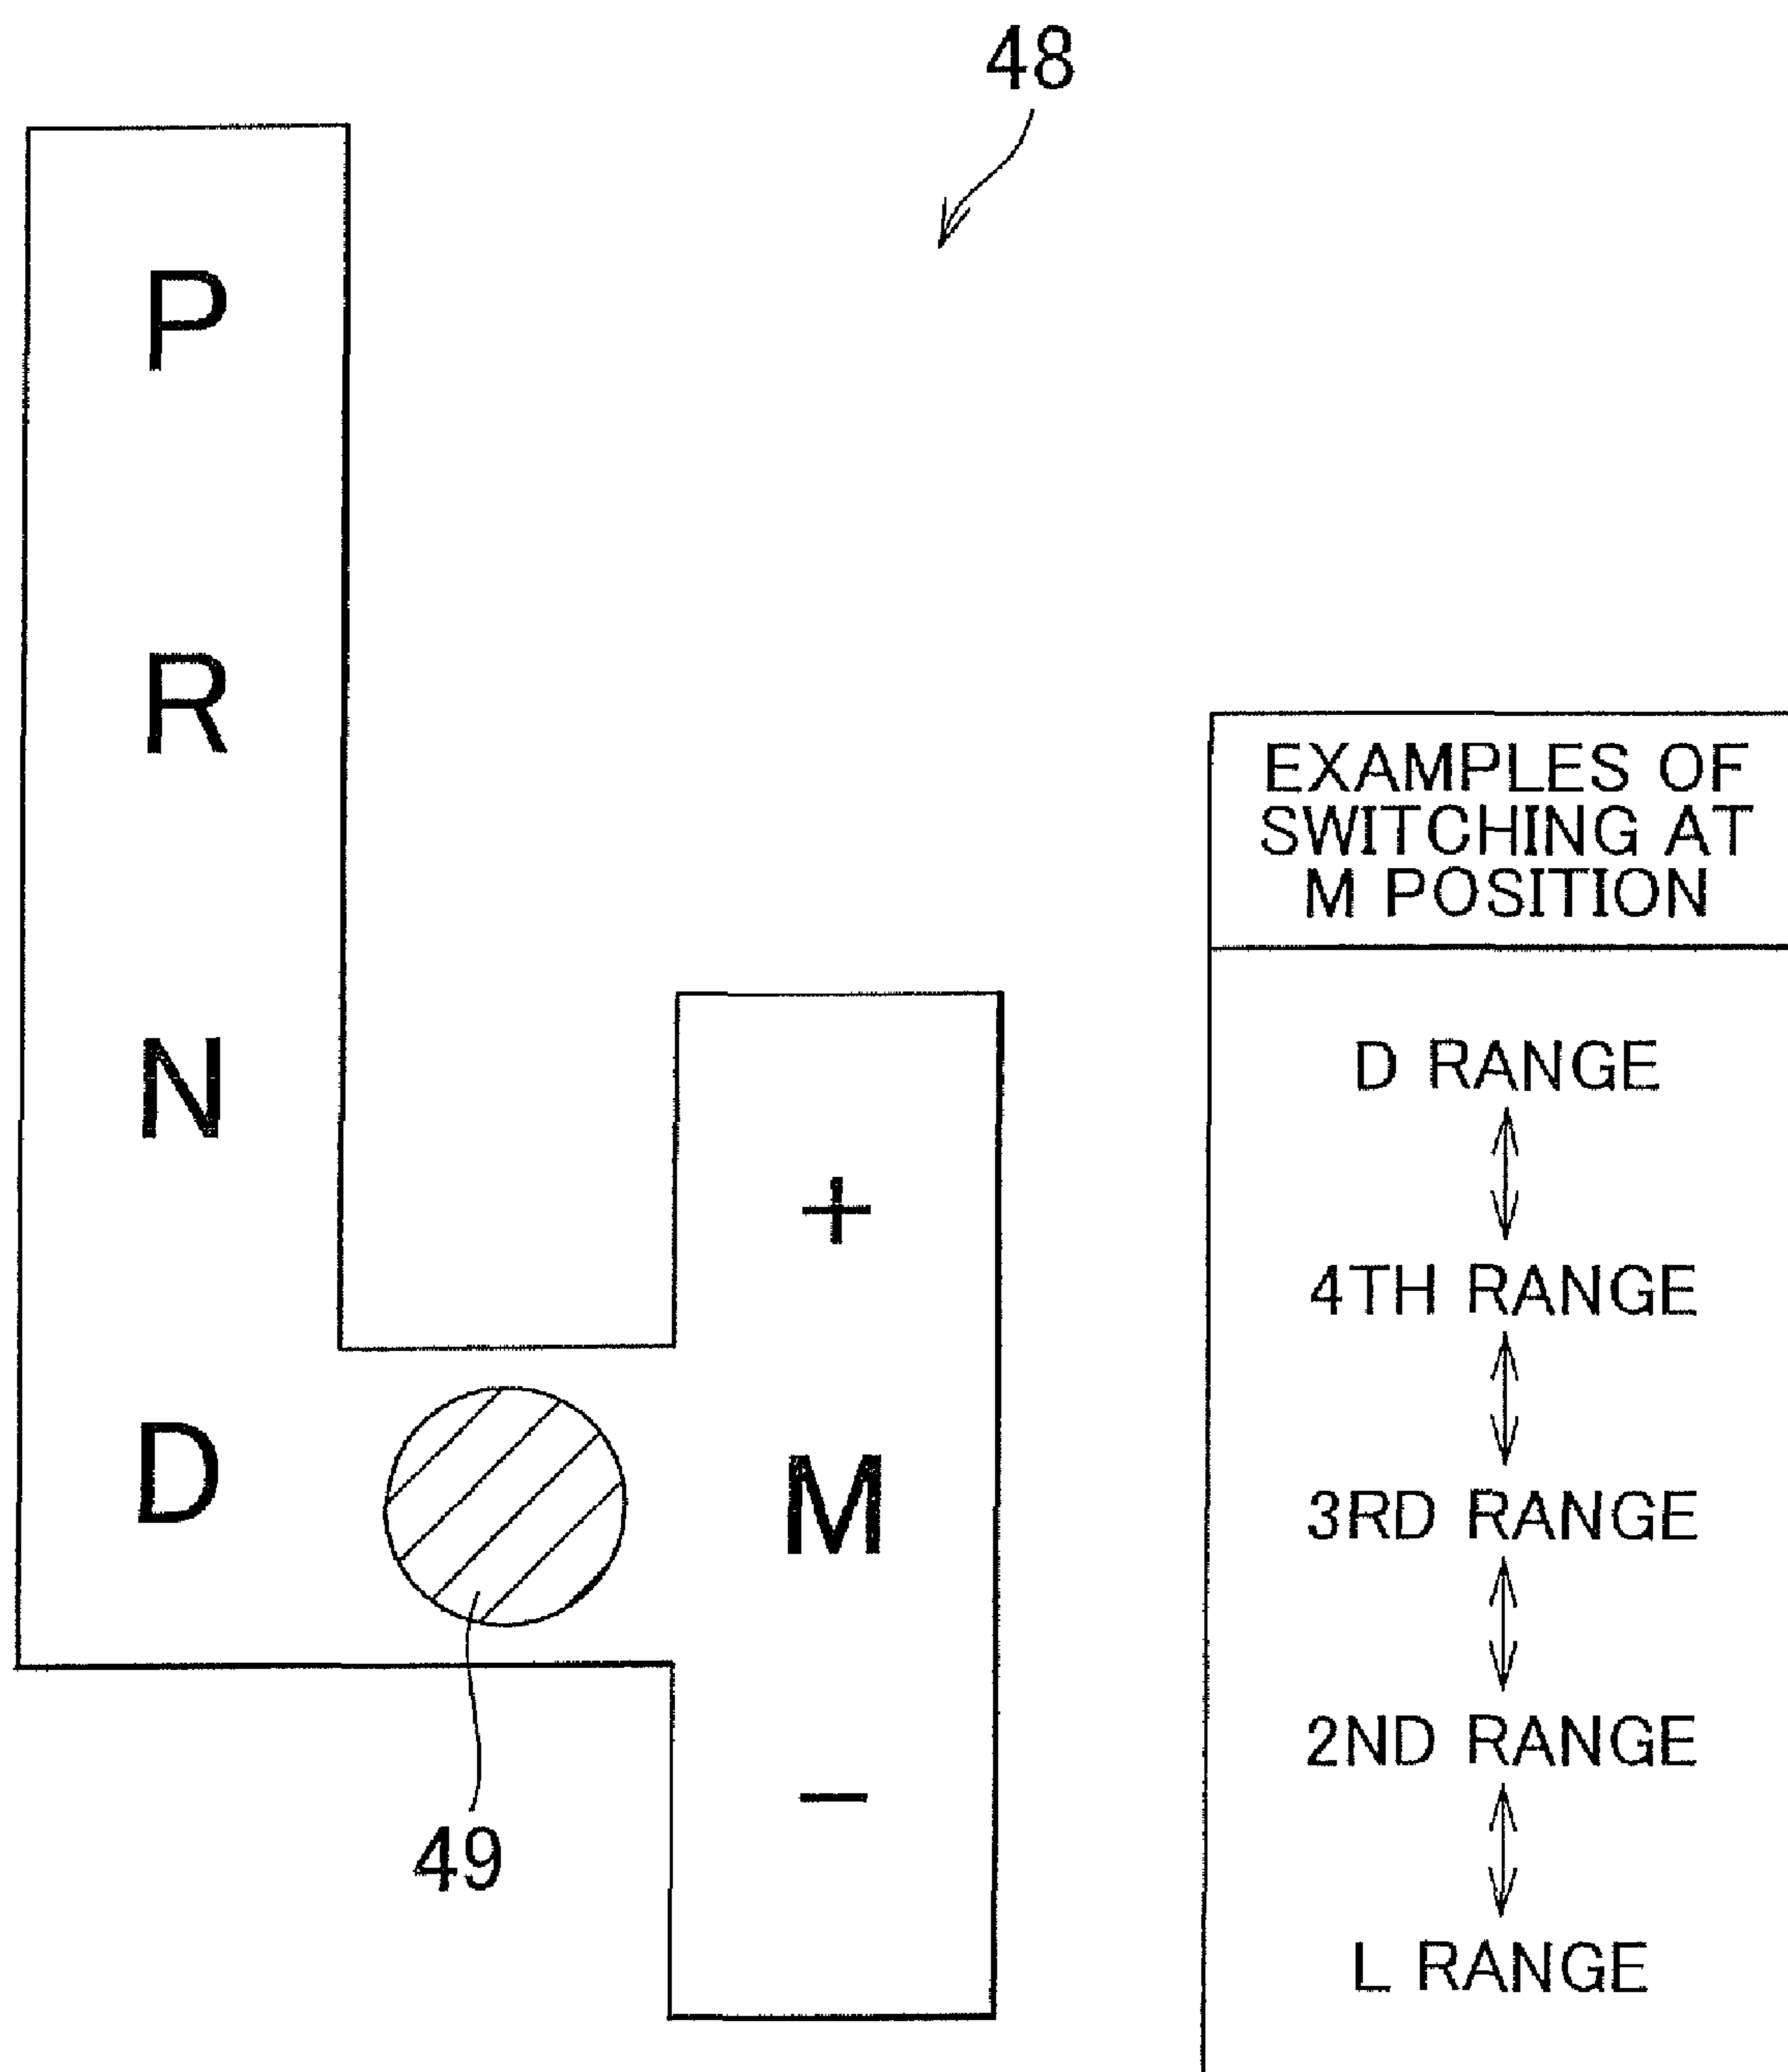 48
P
R
N
D
+
M
−
49
EXAMPLES OF
SWITCHING AT
M POSITION
D RANGE
4TH RANGE
3RD RANGE
2ND RANGE
L RANGE